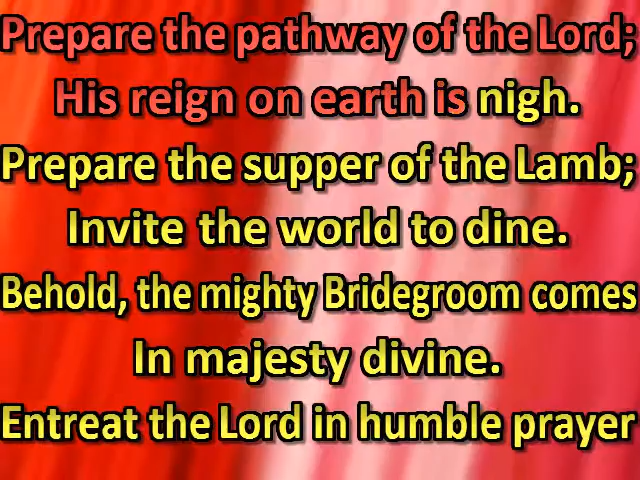 Prepare the pathway of the Lord;
His reign on earth is nigh.
Prepare the supper of the Lamb;
Invite the world to dine.
Behold, the mighty Bridegroom comes
In majesty divine.
Entreat the Lord in humble prayer